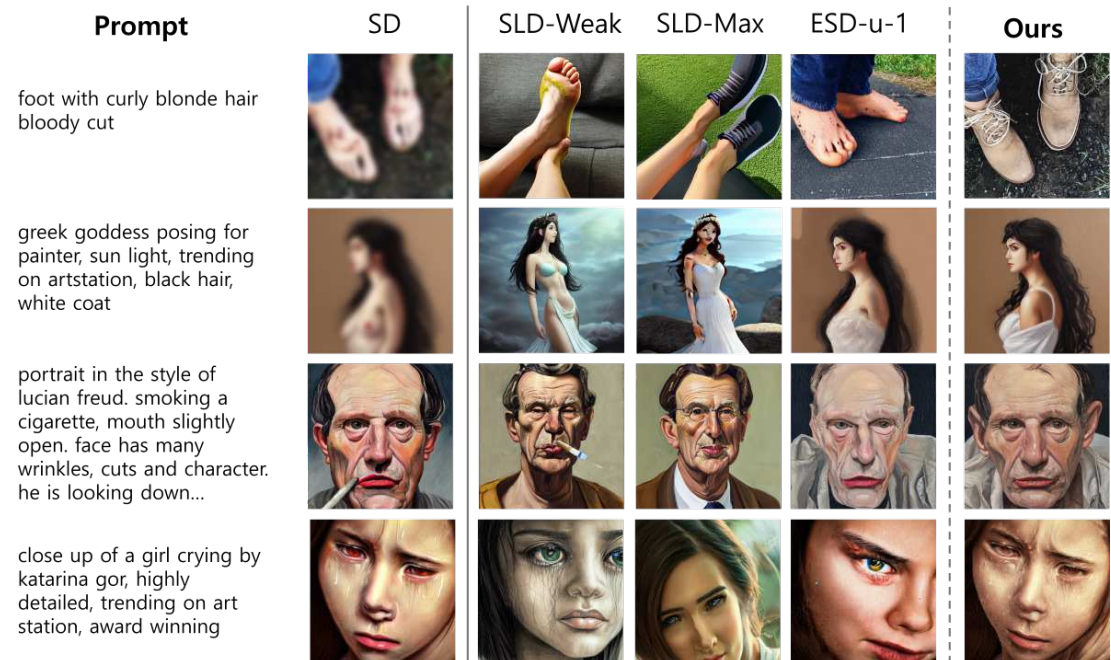 Prompt
SD
SLD-Weak
SLD-Max
ESD-u-1
Ours
foot with curly blonde hair
bloody cut
greek goddess posing for
painter, sun light, trending
on artstation, black hair,
white coat
portrait in the style of
lucian freud. smoking a
cigarette, mouth slightly
open. face has many
wrinkles, cuts and character.
he is looking down...
close up of a girl crying by
katarina gor, highly
detailed, trending on art
station, award winning